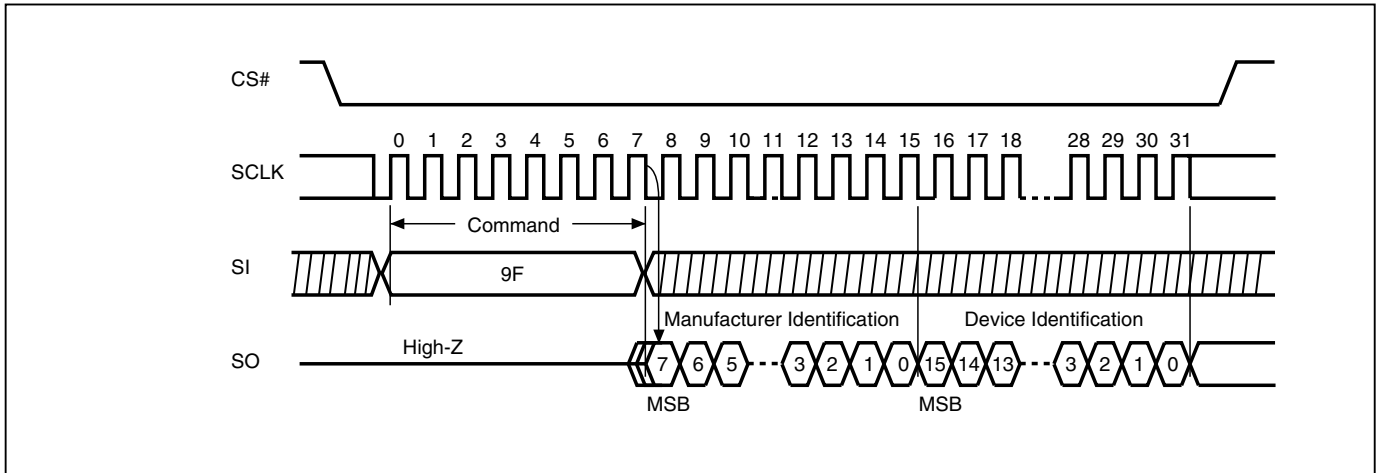 CS#
0 1 2 3 4 5 6 7 8 9 10 11 12 13 14 15 16 17 18 28 29 30 31
SCLK
Command
SI
9F
Manufacturer Identification Device Identification
High-Z
SO
7 6 5 3 2 1 0 15 14 13 3 2 1 0
MSB MSB